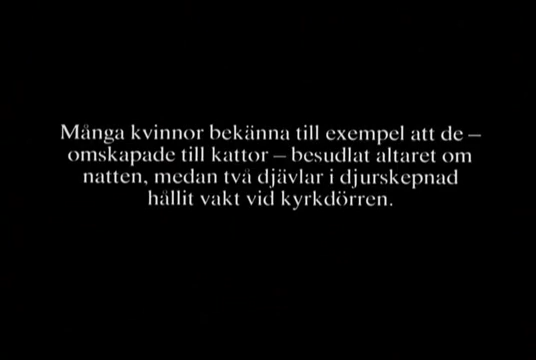 Många kvinnor bekänna till exempel att de –
omskapade till kattor – besudlat altaret om
natten, medan två djävlar i djurskepnad
hållit vakt vid kyrkdörren.